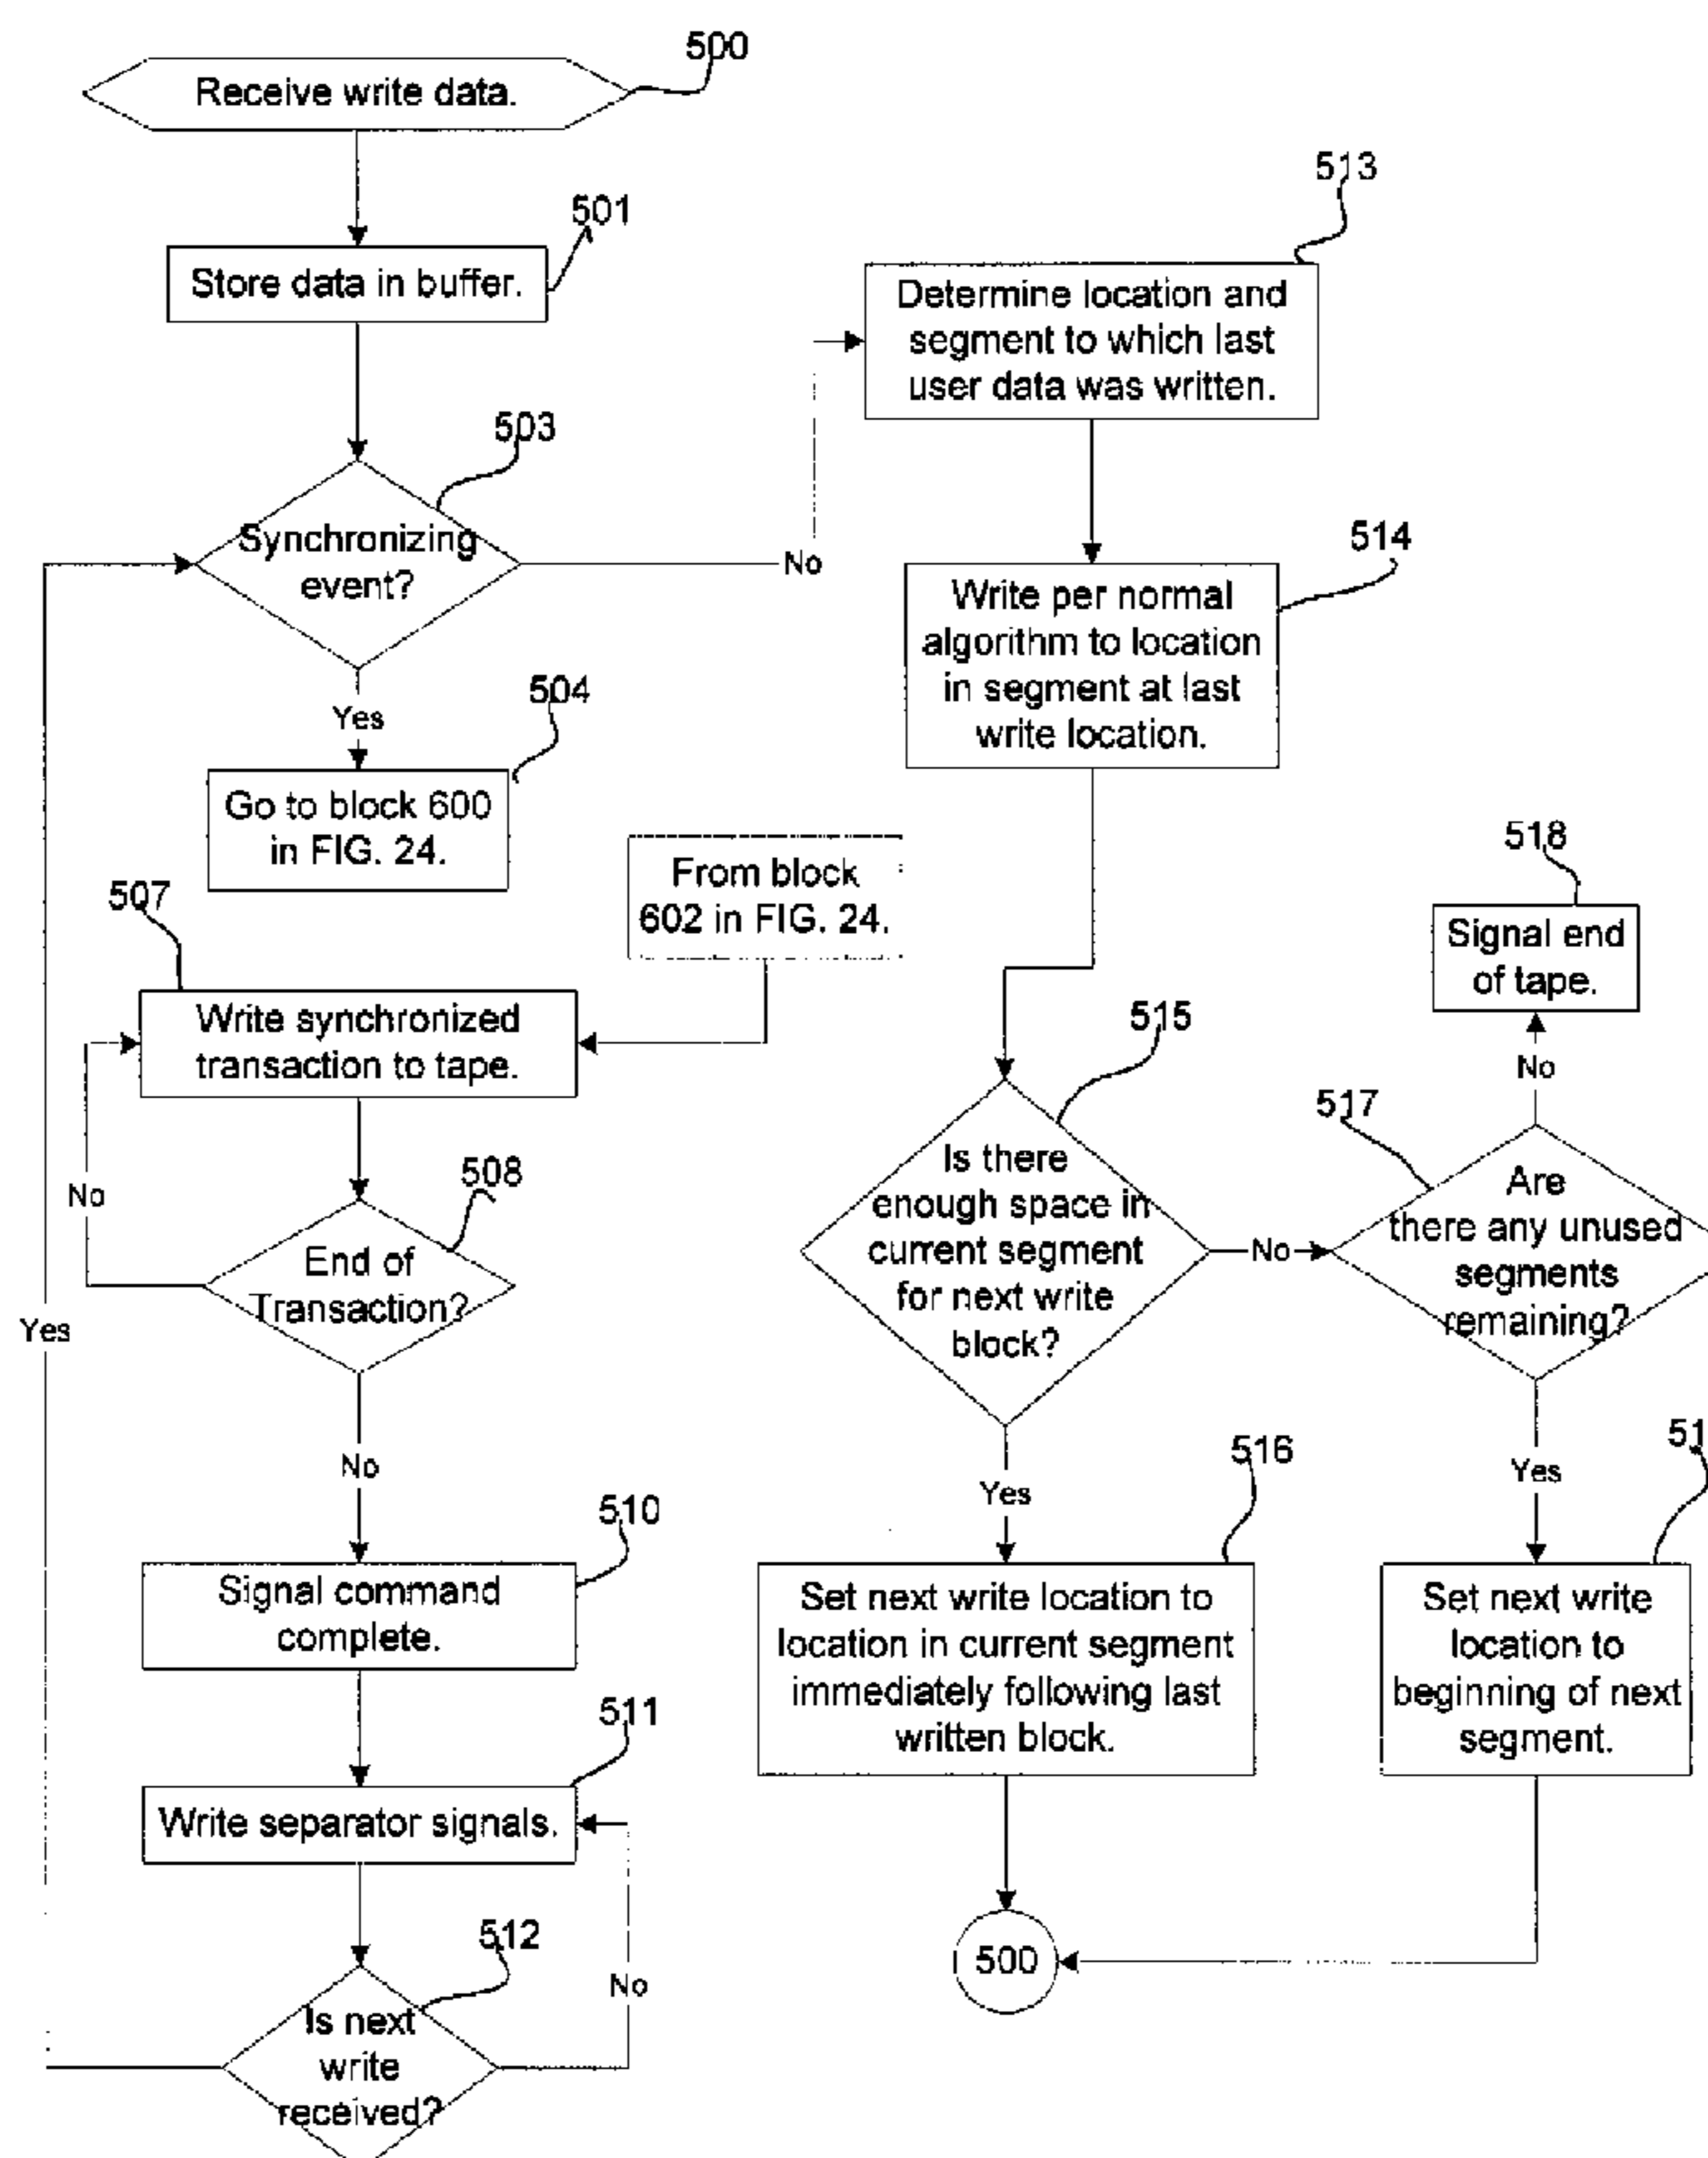 500
Receive write data.
501
Store data in buffer.
503
Synchronizing
event?
No
Yes
504
Go to block 600
in FIG. 24.
From block
602 in FIG. 24.
507
Write synchronized
transaction to tape.
No
508
End of
Transaction?
Yes
No
510
Signal command
complete.
511
Write separator signals.
512
No
Is next
write
received?
513
Determine location and
segment to which last
user data was written.
514
Write per normal
algorithm to location
in segment at last
write location.
515
Is there
enough space in
current segment
for next write
block?
No
Yes
516
Set next write location to
location in current segment
immediately following last
written block.
500
518
Signal end
of tape.
No
517
Are
there any unused
segments
remaining?
Yes
51
Set next write
location to
beginning of next
segment.